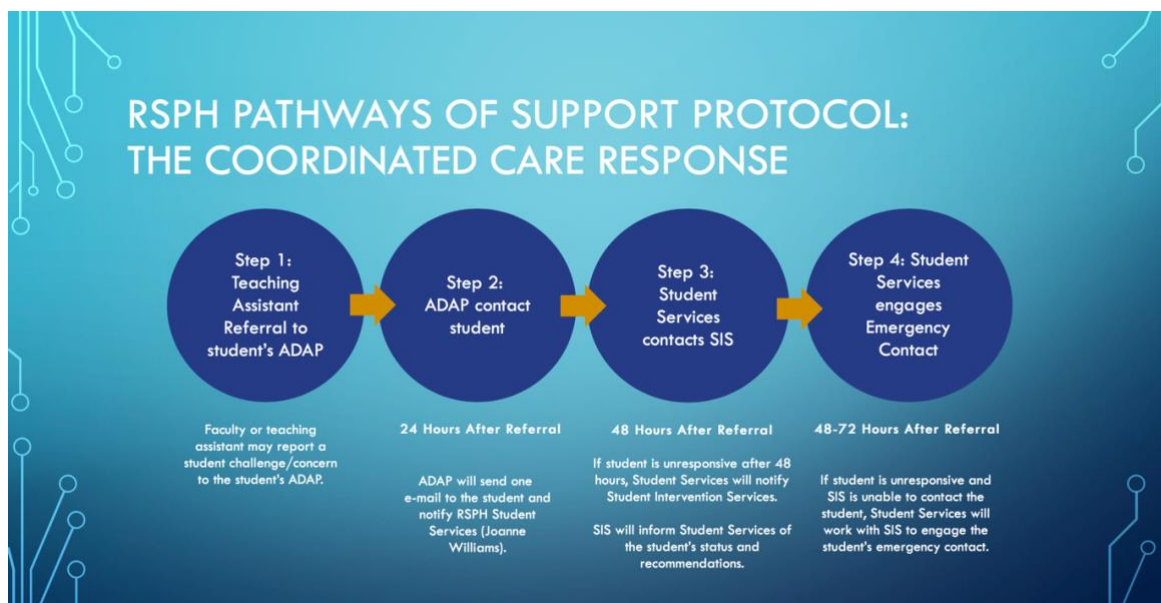 RSPH PATHWAYS OF SUPPORT PROTOCOL:
THE COORDINATED CARE RESPONSE
Step 1:
Teaching
Assistant
Referral to
student's ADAP
Faculty or teaching
assistant may report a
student challenge/concern
to the student's ADAP.
Step 2:
ADAP contact
student
24 Hours After Referral
ADAP will send one
e-mail to the student and
notify RSPH Student
Services (Joanne
Williams).
Step 3:
Student
Services
contacts SIS
48 Hours After Referral
If student is unresponsive after 48
hours, Student Services will notify
Student Intervention Services.
SIS will inform Student Services of
the student's status and
recommendations.
Step 4: Student
Services
engages
Emergency
Contact
48-72 Hours After Referral
If student is unresponsive and
SIS is unable to contact the
student, Student Services will
work with SIS to engage the
student's emergency contact.